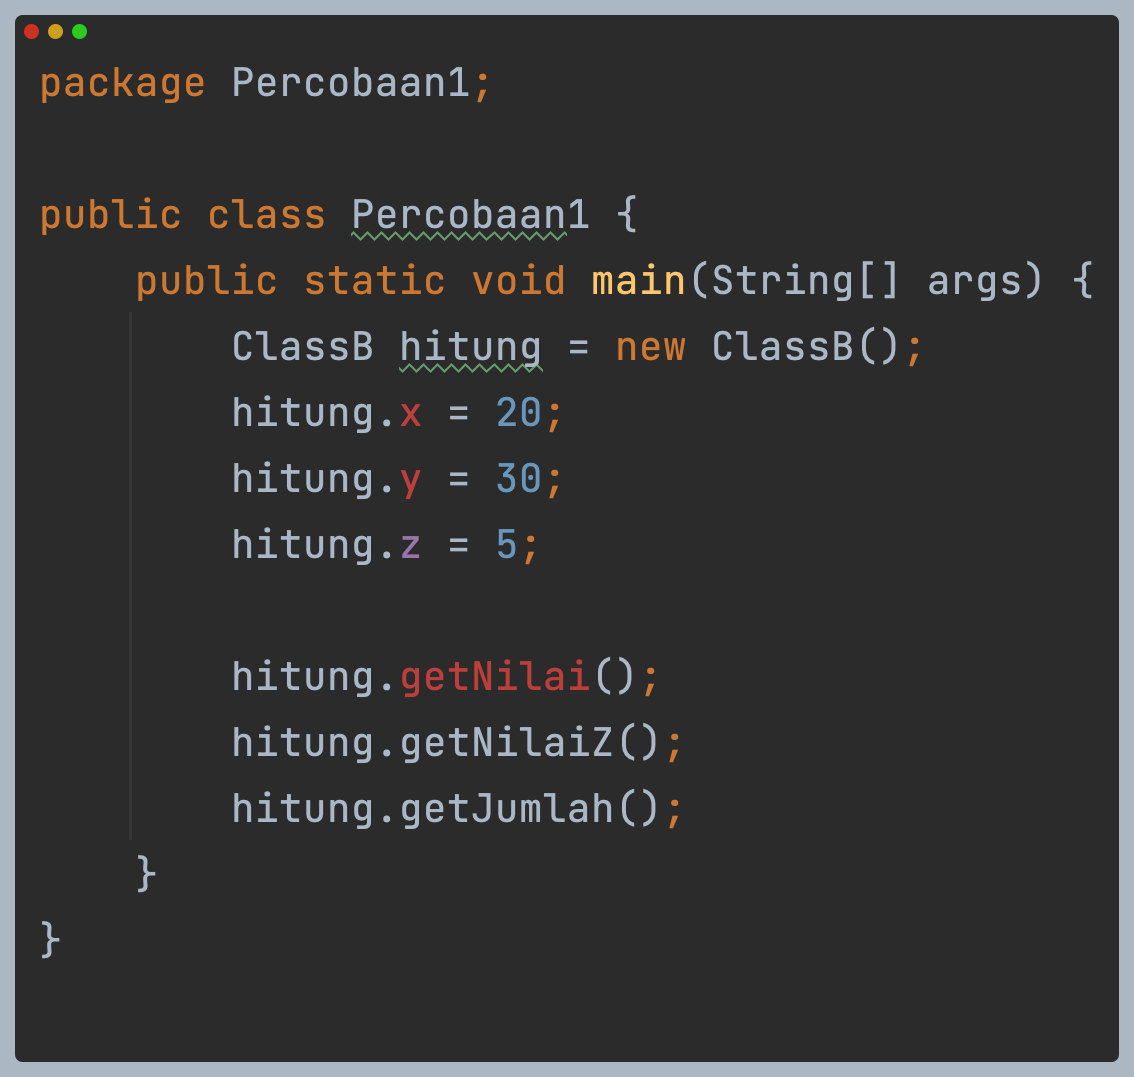 package Percobaan1;
public class Percobaan1 {
    public static void main(String[] args) {
        ClassB hitung = new ClassB();
        hitung.x = 20;
        hitung.y = 30;
        hitung.z = 5;
        hitung.getNilai();
        hitung.getNilaiZ();
        hitung.getJumlah();
    }
}